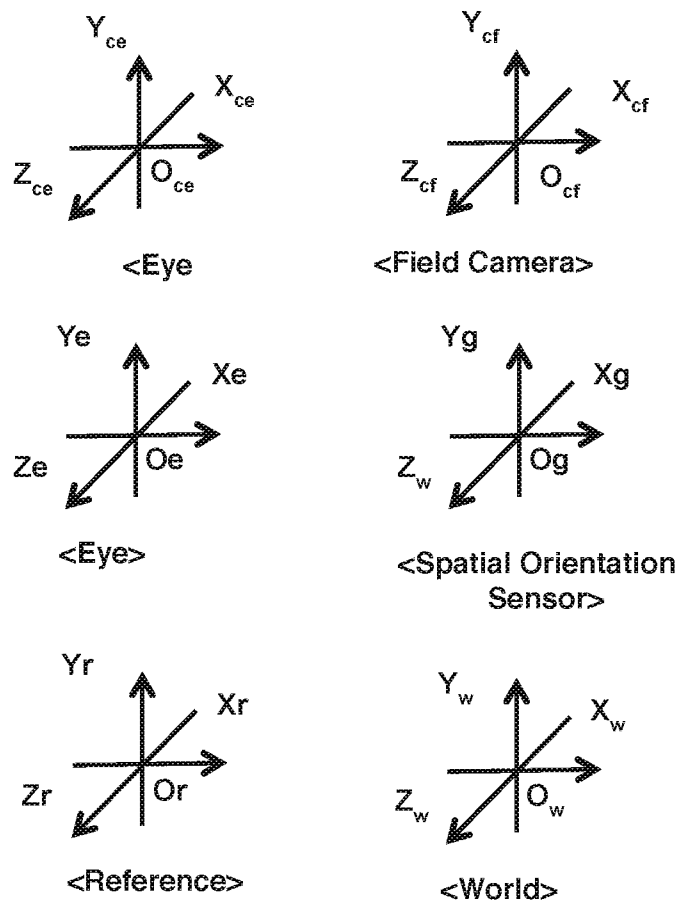 Y_ce
X_ce
Z_ce
O_ce
<Eye
Y_cf
X_cf
Z_cf
O_cf
<Field Camera>
Ye
Xe
Ze
Oe
<Eye>
Yg
Xg
Z_w
Og
<Spatial Orientation
Sensor>
Yr
Xr
Zr
Or
<Reference>
Y_w
X_w
Z_w
O_w
<World>